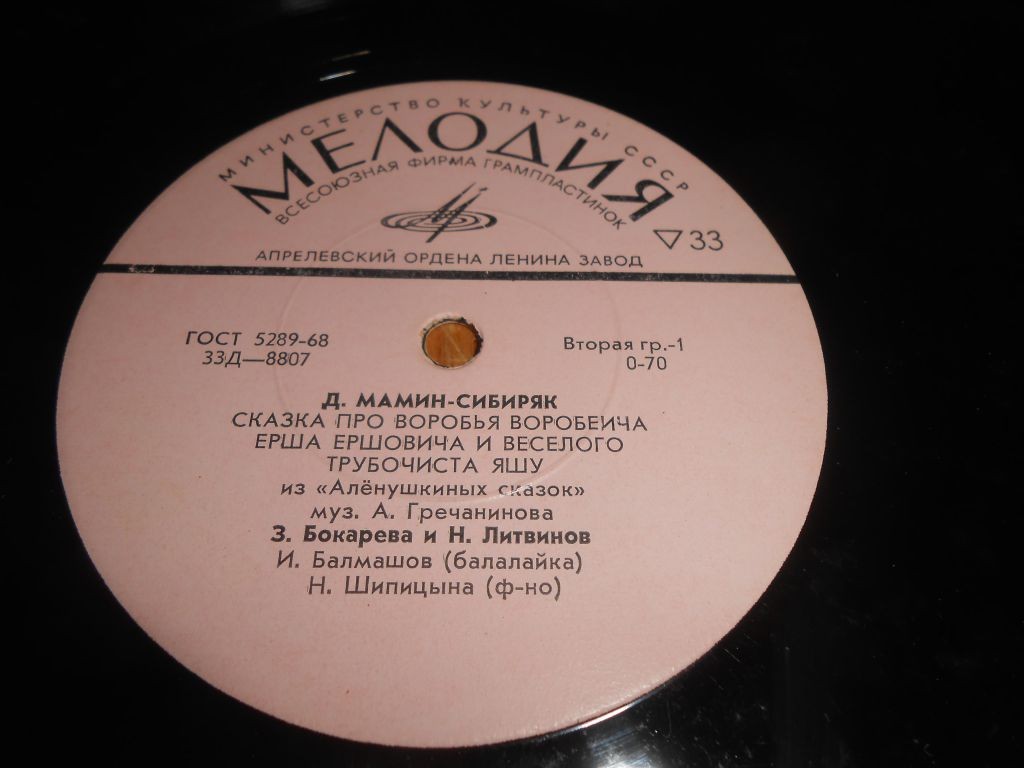 МИНИСТЕРСТВО КУЛЬТУРЫ СССР
МЕЛОДИЯ
ВСЕСОЮЗНАЯ ФИРМА ГРАМПЛАСТИНОК
33
АПРЕЛЕВСКИЙ ОРДЕНА ЛЕНИНА ЗАВОД
ГОСТ 5289-68
33Д—8807
Вторая гр.-1
0-70
Д. МАМИН-СИБИРЯК
СКАЗКА ПРО ВОРОБЬЯ ВОРОБЕИЧА
ЕРША ЕРШОВИЧА И ВЕСЕЛОГО
ТРУБОЧИСТА ЯШУ
из «Алёнушкиных сказок»
муз. А. Гречанинова
З. Бокарева и Н. Литвинов
И. Балмашов (балалайка)
Н. Шипицына (ф-но)